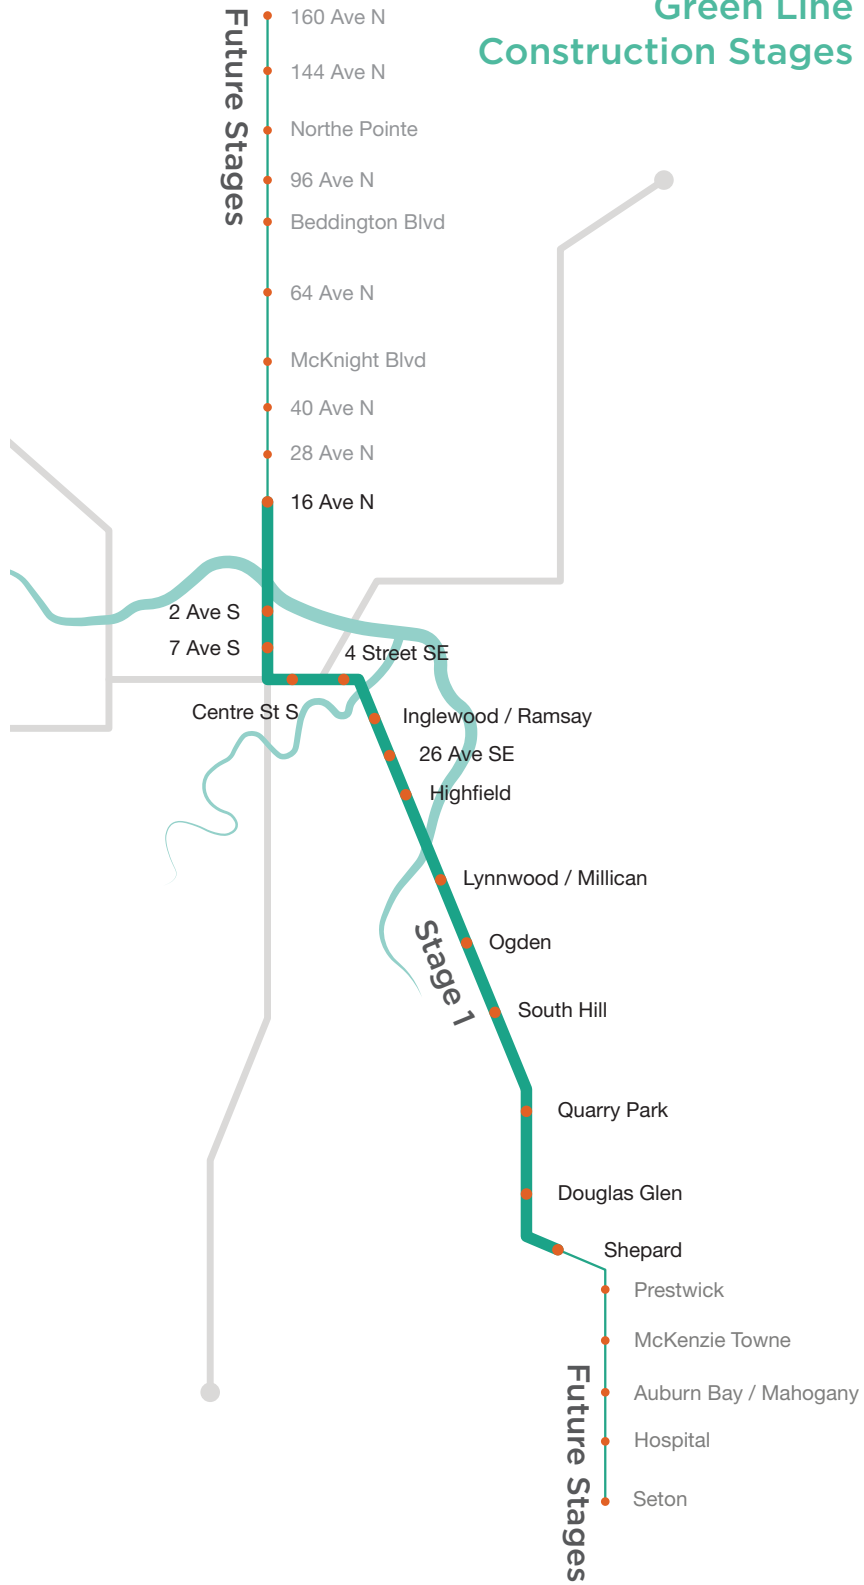 Green Line
Construction Stages
Future Stages
160 Ave N
144 Ave N
Northe Pointe
96 Ave N
Beddington Blvd
64 Ave N
McKnight Blvd
40 Ave N
28 Ave N
16 Ave N
2 Ave S
7 Ave S
4 Street SE
Centre St S
Inglewood / Ramsay
26 Ave SE
Highfield
Lynnwood / Millican
Stage 1
Ogden
South Hill
Quarry Park
Douglas Glen
Shepard
Prestwick
McKenzie Towne
Future Stages
Auburn Bay / Mahogany
Hospital
Seton